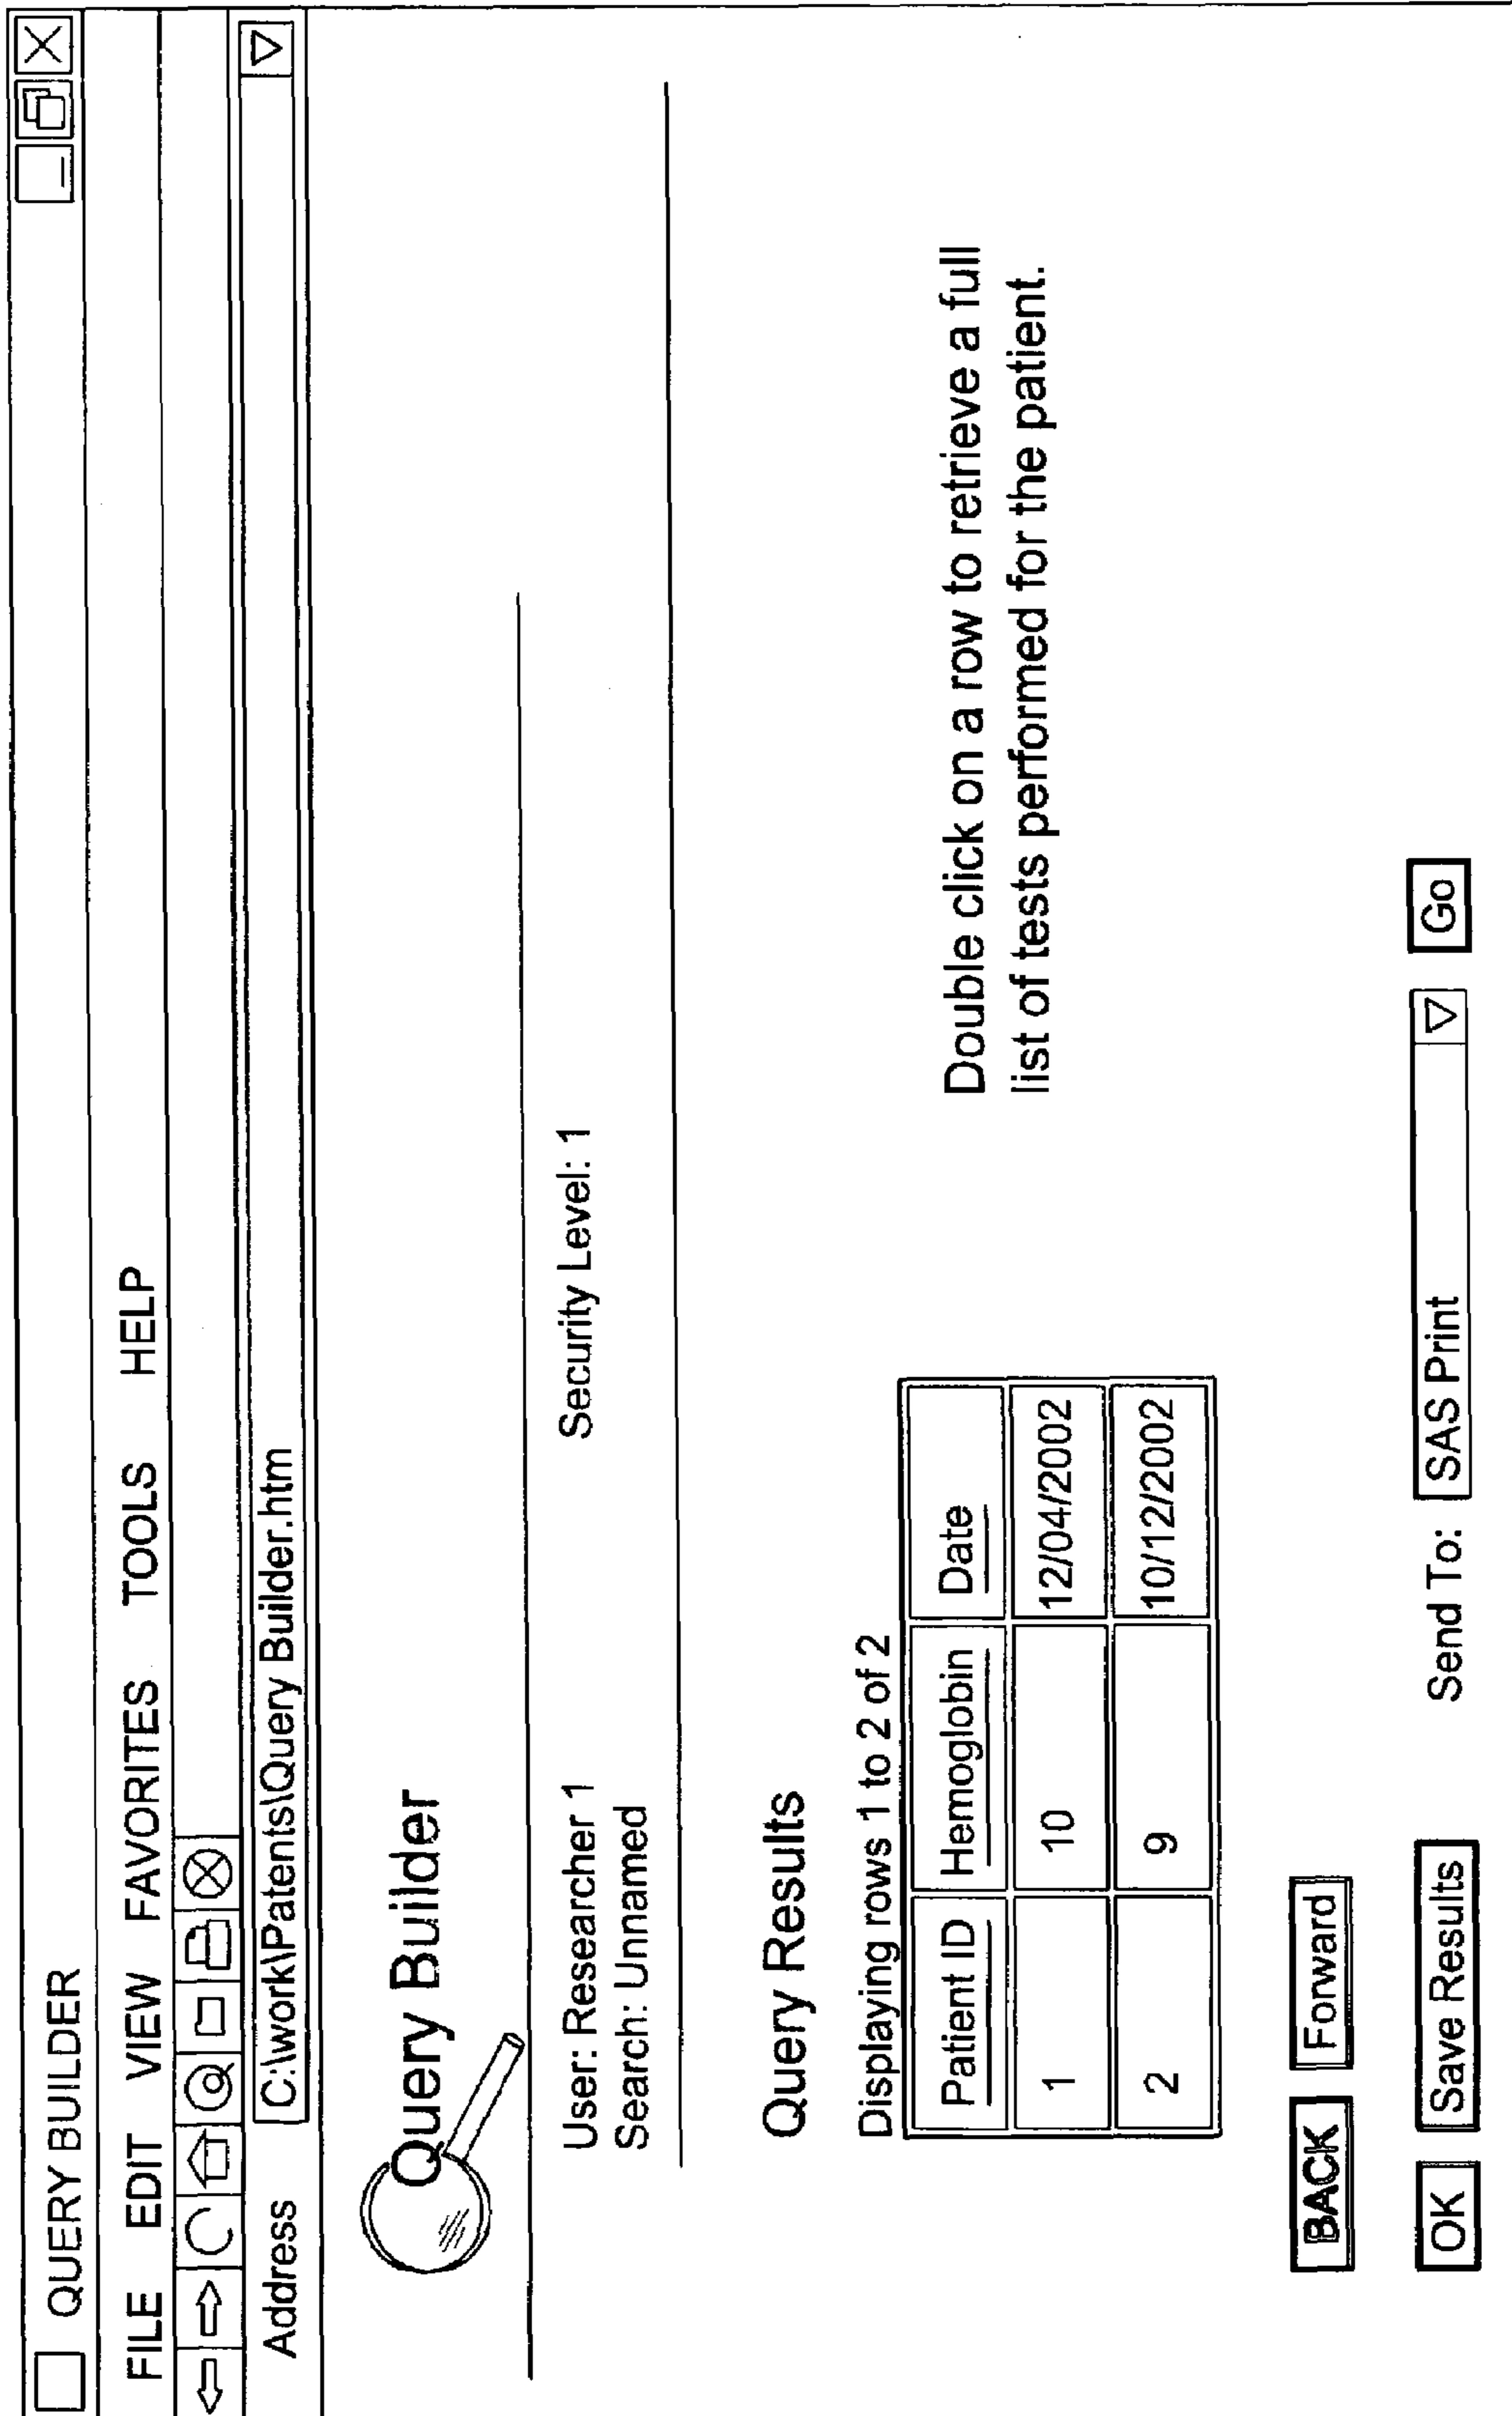 QUERY BUILDER
FILE EDIT VIEW FAVORITES TOOLS HELP
Address C:\work\Patents\Query Builder.htm
Query Builder
User: Researcher 1 Security Level: 1
Search: Unnamed
Query Results
Displaying rows 1 to 2 of 2
Patient ID Hemoglobin Date
1 10 12/04/2002
2 9 10/12/2002
Double click on a row to retrieve a full
list of tests performed for the patient.
BACK Forward
OK Save Results Send To: SAS Print Go